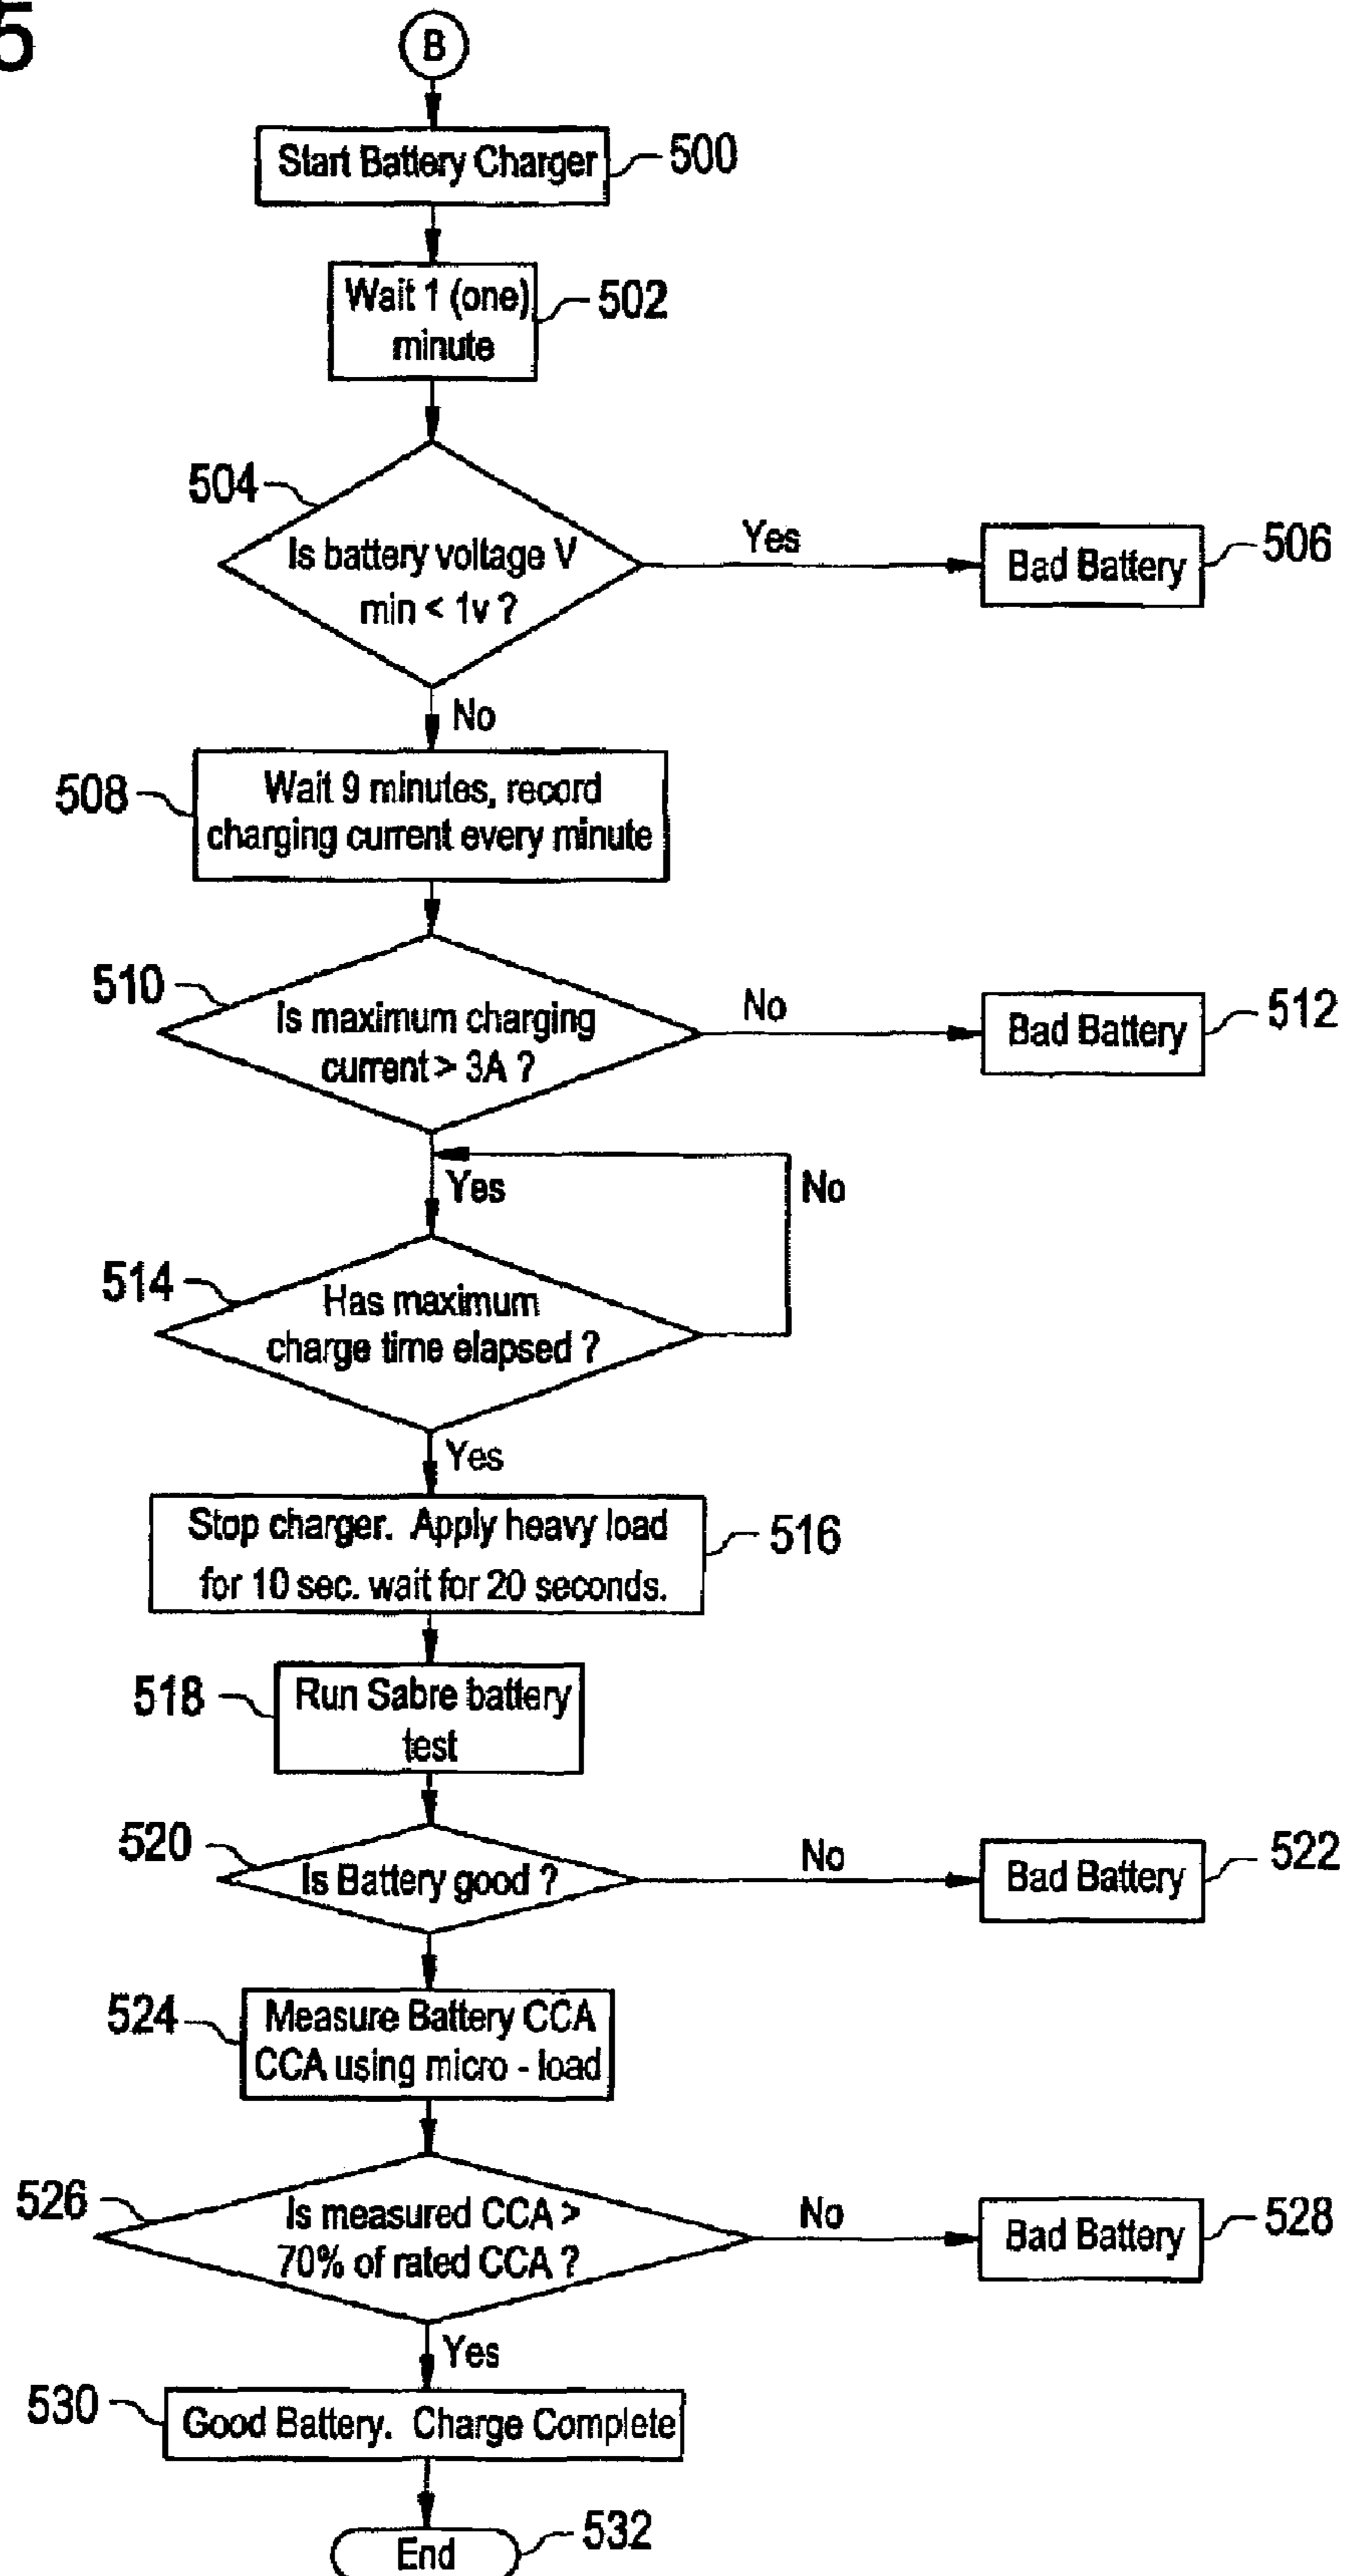 5
B
Start Battery Charger
500
Wait 1 (one)
minute
502
504
Is battery voltage V
min < 1v ?
Yes
Bad Battery
506
No
508
Wait 9 minutes, record
charging current every minute
510
Is maximum charging
current > 3A ?
No
Bad Battery
512
Yes
No
514
Has maximum
charge time elapsed ?
Yes
Stop charger. Apply heavy load
for 10 sec. wait for 20 seconds.
516
518
Run Sabre battery
test
520
Is Battery good ?
No
Bad Battery
522
524
Measure Battery CCA
CCA using micro - load
526
Is measured CCA >
70% of rated CCA ?
No
Bad Battery
528
Yes
530
Good Battery. Charge Complete
End
532